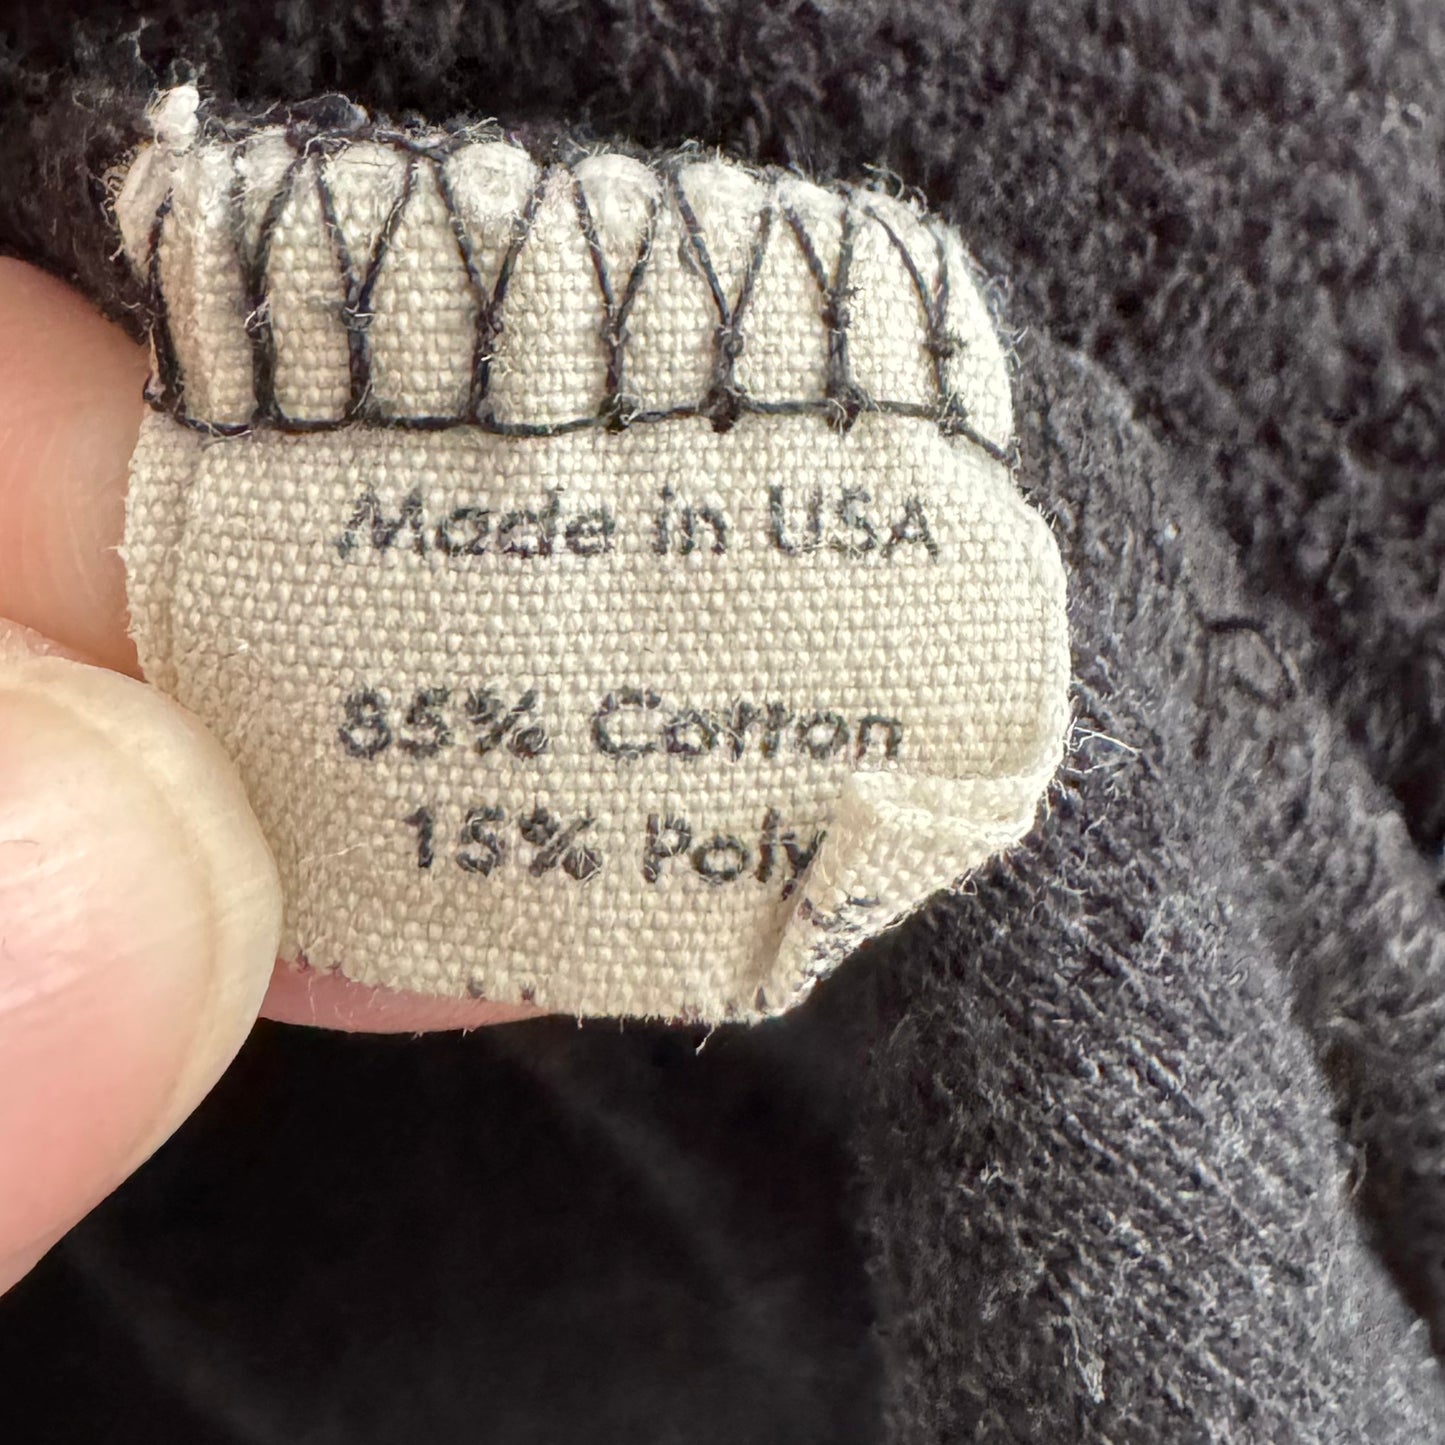 Made in USA
85% Cotton
15% Poly